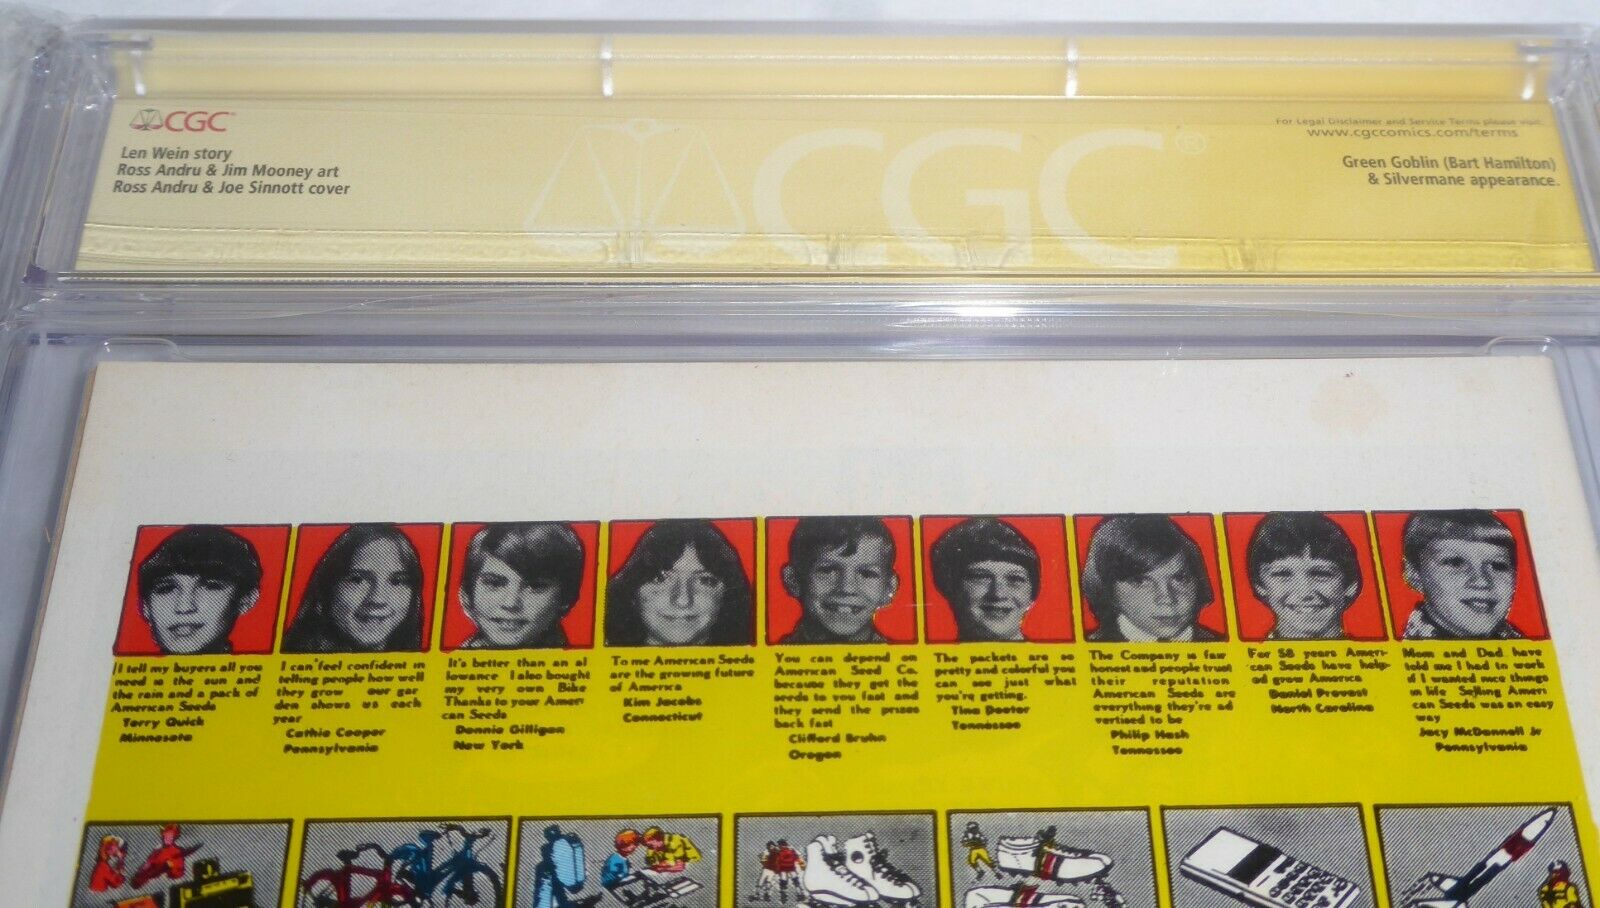 CGC
Len Wein story
Ross Andru & Jim Mooney art
Ross Andru & Joe Sinnott cover
CGC
For Legal Disclaimer and Service Terms please visit:
www.cgccomics.com/terms
Green Goblin (Bart Hamilton)
& Silvermane appearance.
I tell my buyers all you
need is the sun and
the rain and a pack of
American Seeds
Terry Quick
Minnesota
I can feel confident in
telling people how well
they grow our gar
den shows us each
year
Cathie Cooper
Pennsylvania
It's better than an al
lowance I also bought
my very own Bike
Thanks to your Ameri
can Seeds
Dennis Gilligan
New York
To me American Seeds
are the growing future
of America
Kim Jacobs
Connecticut
You can depend on
American Seed Co.
because they got the
seeds to you fast and
they send the prizes
back fast
Clifford Bruhn
Oregon
The packets are so
pretty and colorful you
can see just what
you're getting.
Tina Doctor
Tennessee
The Company is fair
honest and people trust
their reputation
American Seeds are
everything they're ad
vertised to be
Philip Hash
Tennessee
For 58 years Ameri-
can Seeds have help-
ed grow America
Daniel Provost
North Carolina
Mom and Dad have
told me I had to work
if I wanted nice things
in life Selling Ameri
can Seeds was an easy
way
Jacy McDonnell Jr
Pennsylvania